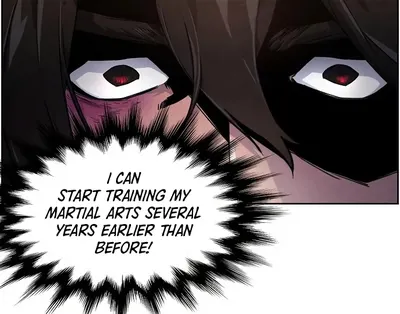 I CAN
START TRAINING MY
MARTIAL ARTS SEVERAL
YEARS EARLIER THAN
BEFORE!